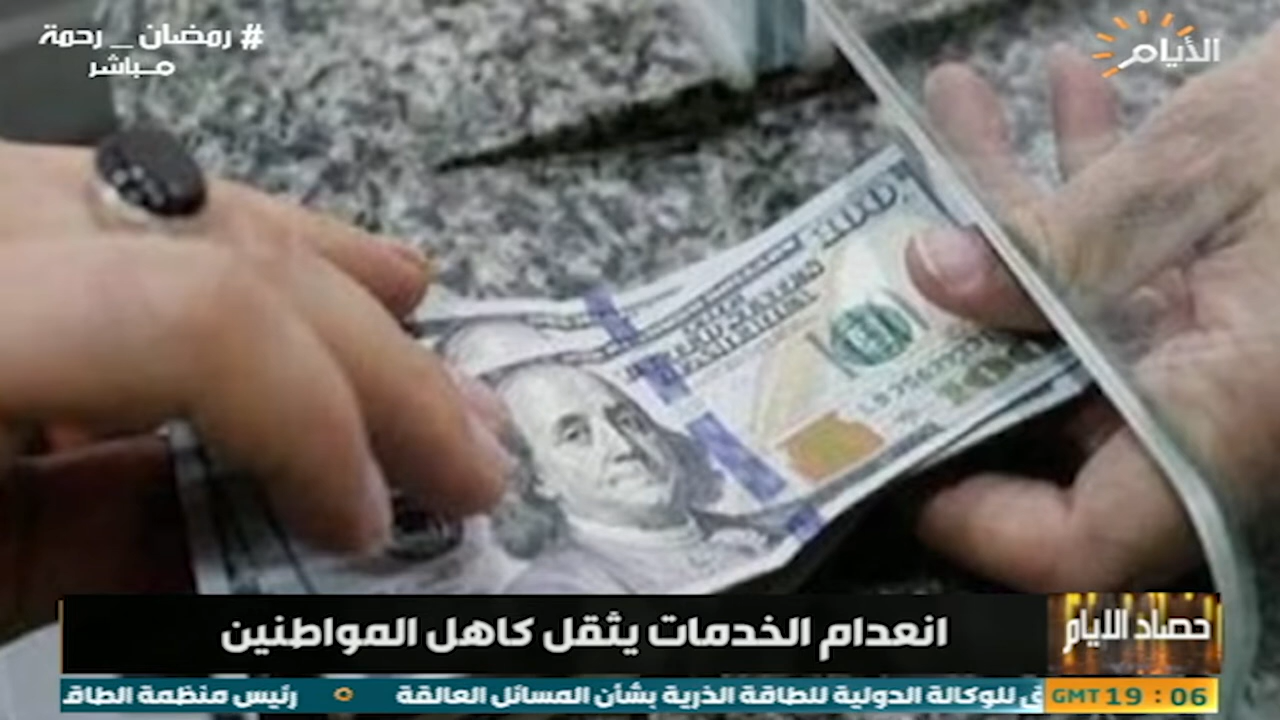 # رمضان _ رحمة
مباشر
الأيام
انعدام الخدمات يثقل كاهل المواطنين
حصاد الايام
ق للوكالة الدولية للطاقة الذرية بشأن المسائل العالقة o رئيس منظمة الطاق
GMT 19 : 06